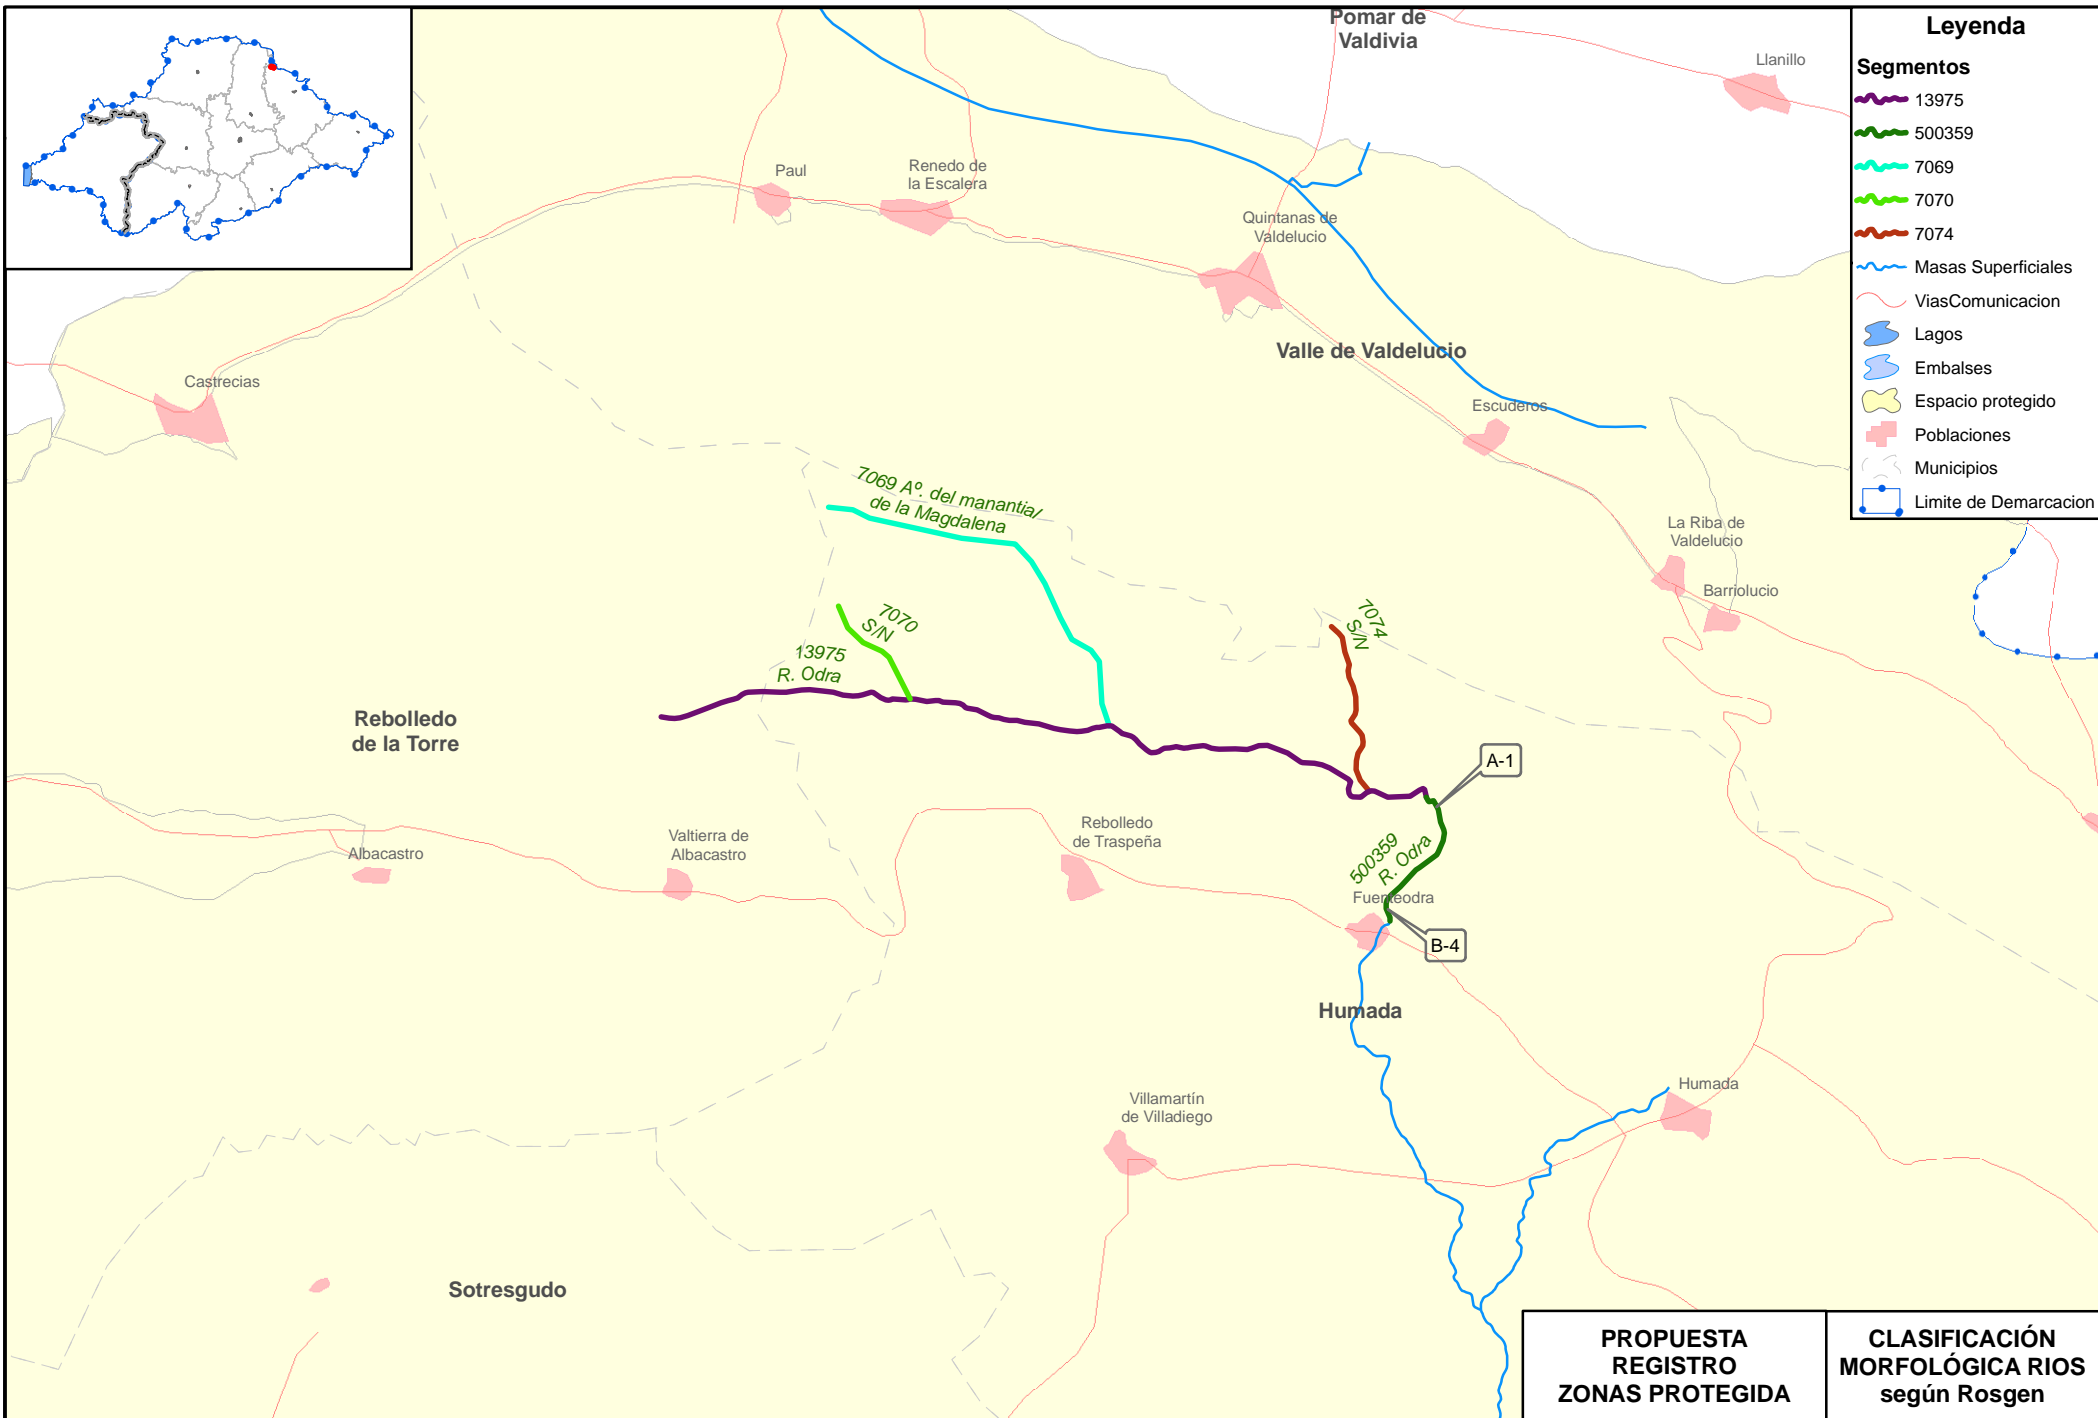 Pomar de
Valdivia
Llanillo
Paul
Renedo de
la Escalera
Quintanas de
Valdelucio
Valle de Valdelucio
Castrecias
Escuderos
7069 Aº. del manantial
de la Magdalena
La Riba de
Valdelucio
Barriolucio
7070
S/N
7074
S/N
13975
R. Odra
Rebolledo
de la Torre
A-1
Albacastro
Valtierra de
Albacastro
Rebolledo
de Traspeña
500359
R. Odra
Fuenteodra
B-4
Humada
Humada
Villamartín
de Villadiego
Sotresgudo
Leyenda
Segmentos
13975
500359
7069
7070
7074
Masas Superficiales
ViasComunicacion
Lagos
Embalses
Espacio protegido
Poblaciones
Municipios
Limite de Demarcacion
PROPUESTA
REGISTRO
ZONAS PROTEGIDA
CLASIFICACIÓN
MORFOLÓGICA RIOS
según Rosgen